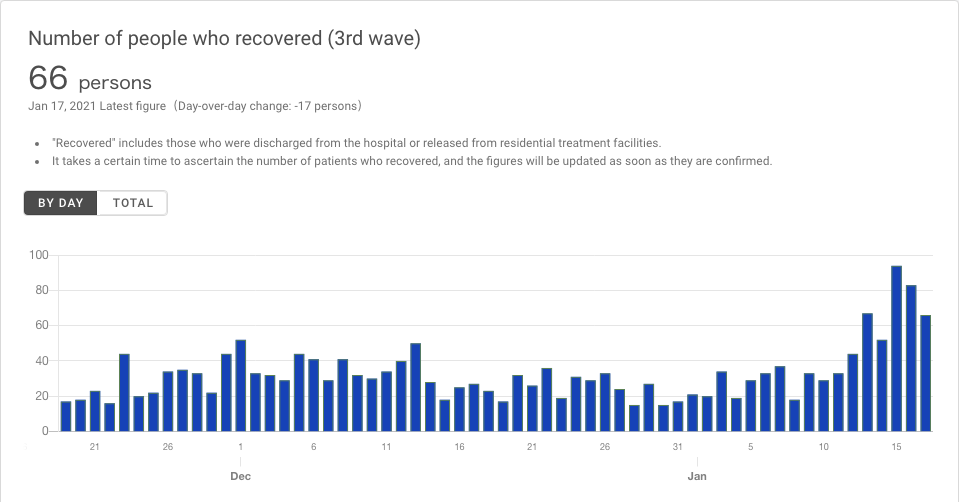 Number of people who recovered (3rd wave)
66 persons
Jan 17, 2021 Latest figure (Day-over-day change: -17 persons)
• "Recovered" includes those who were discharged from the hospital or released from residential treatment facilities.
• It takes a certain time to ascertain the number of patients who recovered, and the figures will be updated as soon as they are confirmed.
BY DAY TOTAL
100
80
60
40
20
0
21 26 1 6 11 16 21 26 31 5 10 15
Dec Jan